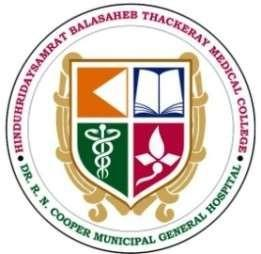 HINDUHRIDAYSAMRAT BALASAHEB THACKERAY MEDICAL COLLEGE
DR. R. N. COOPER MUNICIPAL GENERAL HOSPITAL